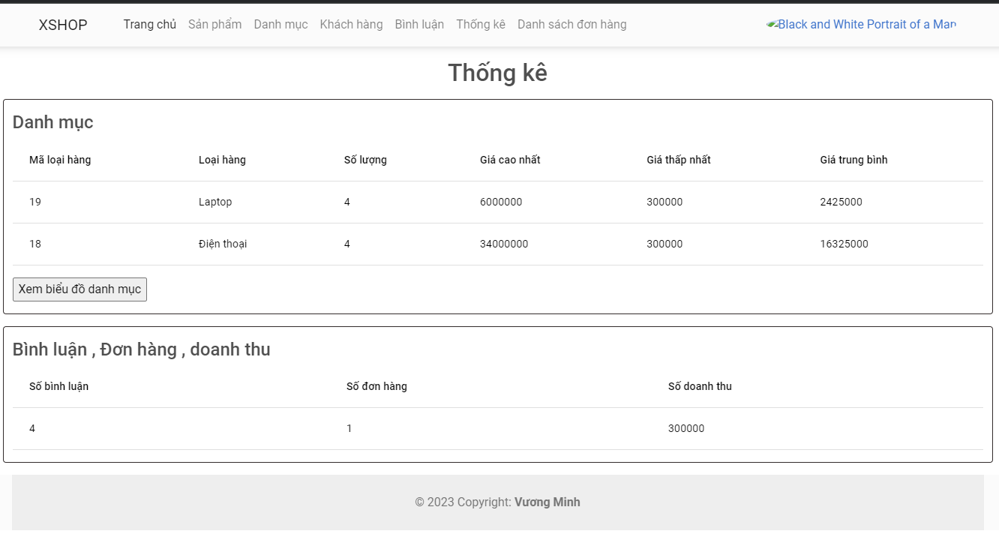 XSHOP Trang chủ Sản phẩm Danh mục Khách hàng Bình luận Thống kê Danh sách đơn hàng Black and White Portrait of a Man
Thống kê
Danh mục
Mã loại hàng Loại hàng Số lượng Giá cao nhất Giá thấp nhất Giá trung bình
19 Laptop 4 6000000 300000 2425000
18 Điện thoại 4 34000000 300000 16325000
Xem biểu đồ danh mục
Bình luận , Đơn hàng , doanh thu
Số bình luận Số đơn hàng Số doanh thu
4 1 300000
© 2023 Copyright: Vương Minh